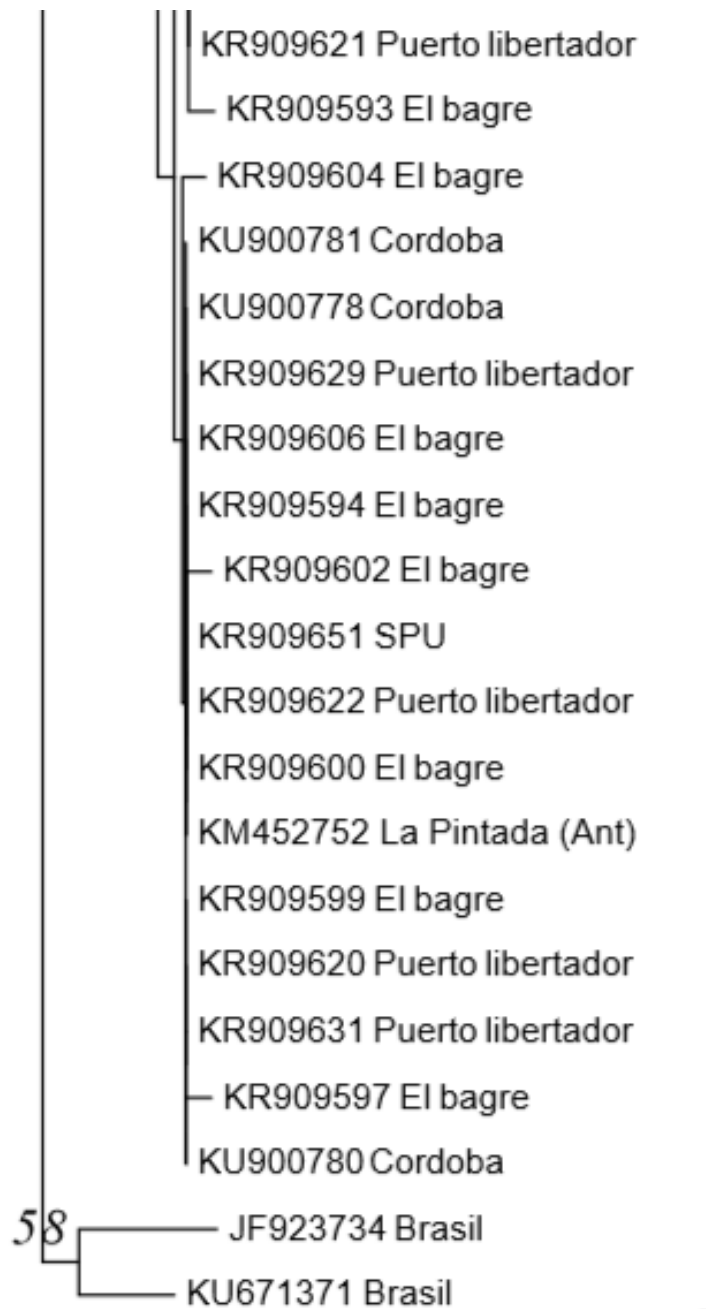 KR909621 Puerto libertador
KR909593 El bagre
KR909604 El bagre
KU900781 Cordoba
KU900778 Cordoba
KR909629 Puerto libertador
KR909606 El bagre
KR909594 El bagre
KR909602 El bagre
KR909651 SPU
KR909622 Puerto libertador
KR909600 El bagre
KM452752 La Pintada (Ant)
KR909599 El bagre
KR909620 Puerto libertador
KR909631 Puerto libertador
KR909597 El bagre
KU900780 Cordoba
58
JF923734 Brasil
KU671371 Brasil